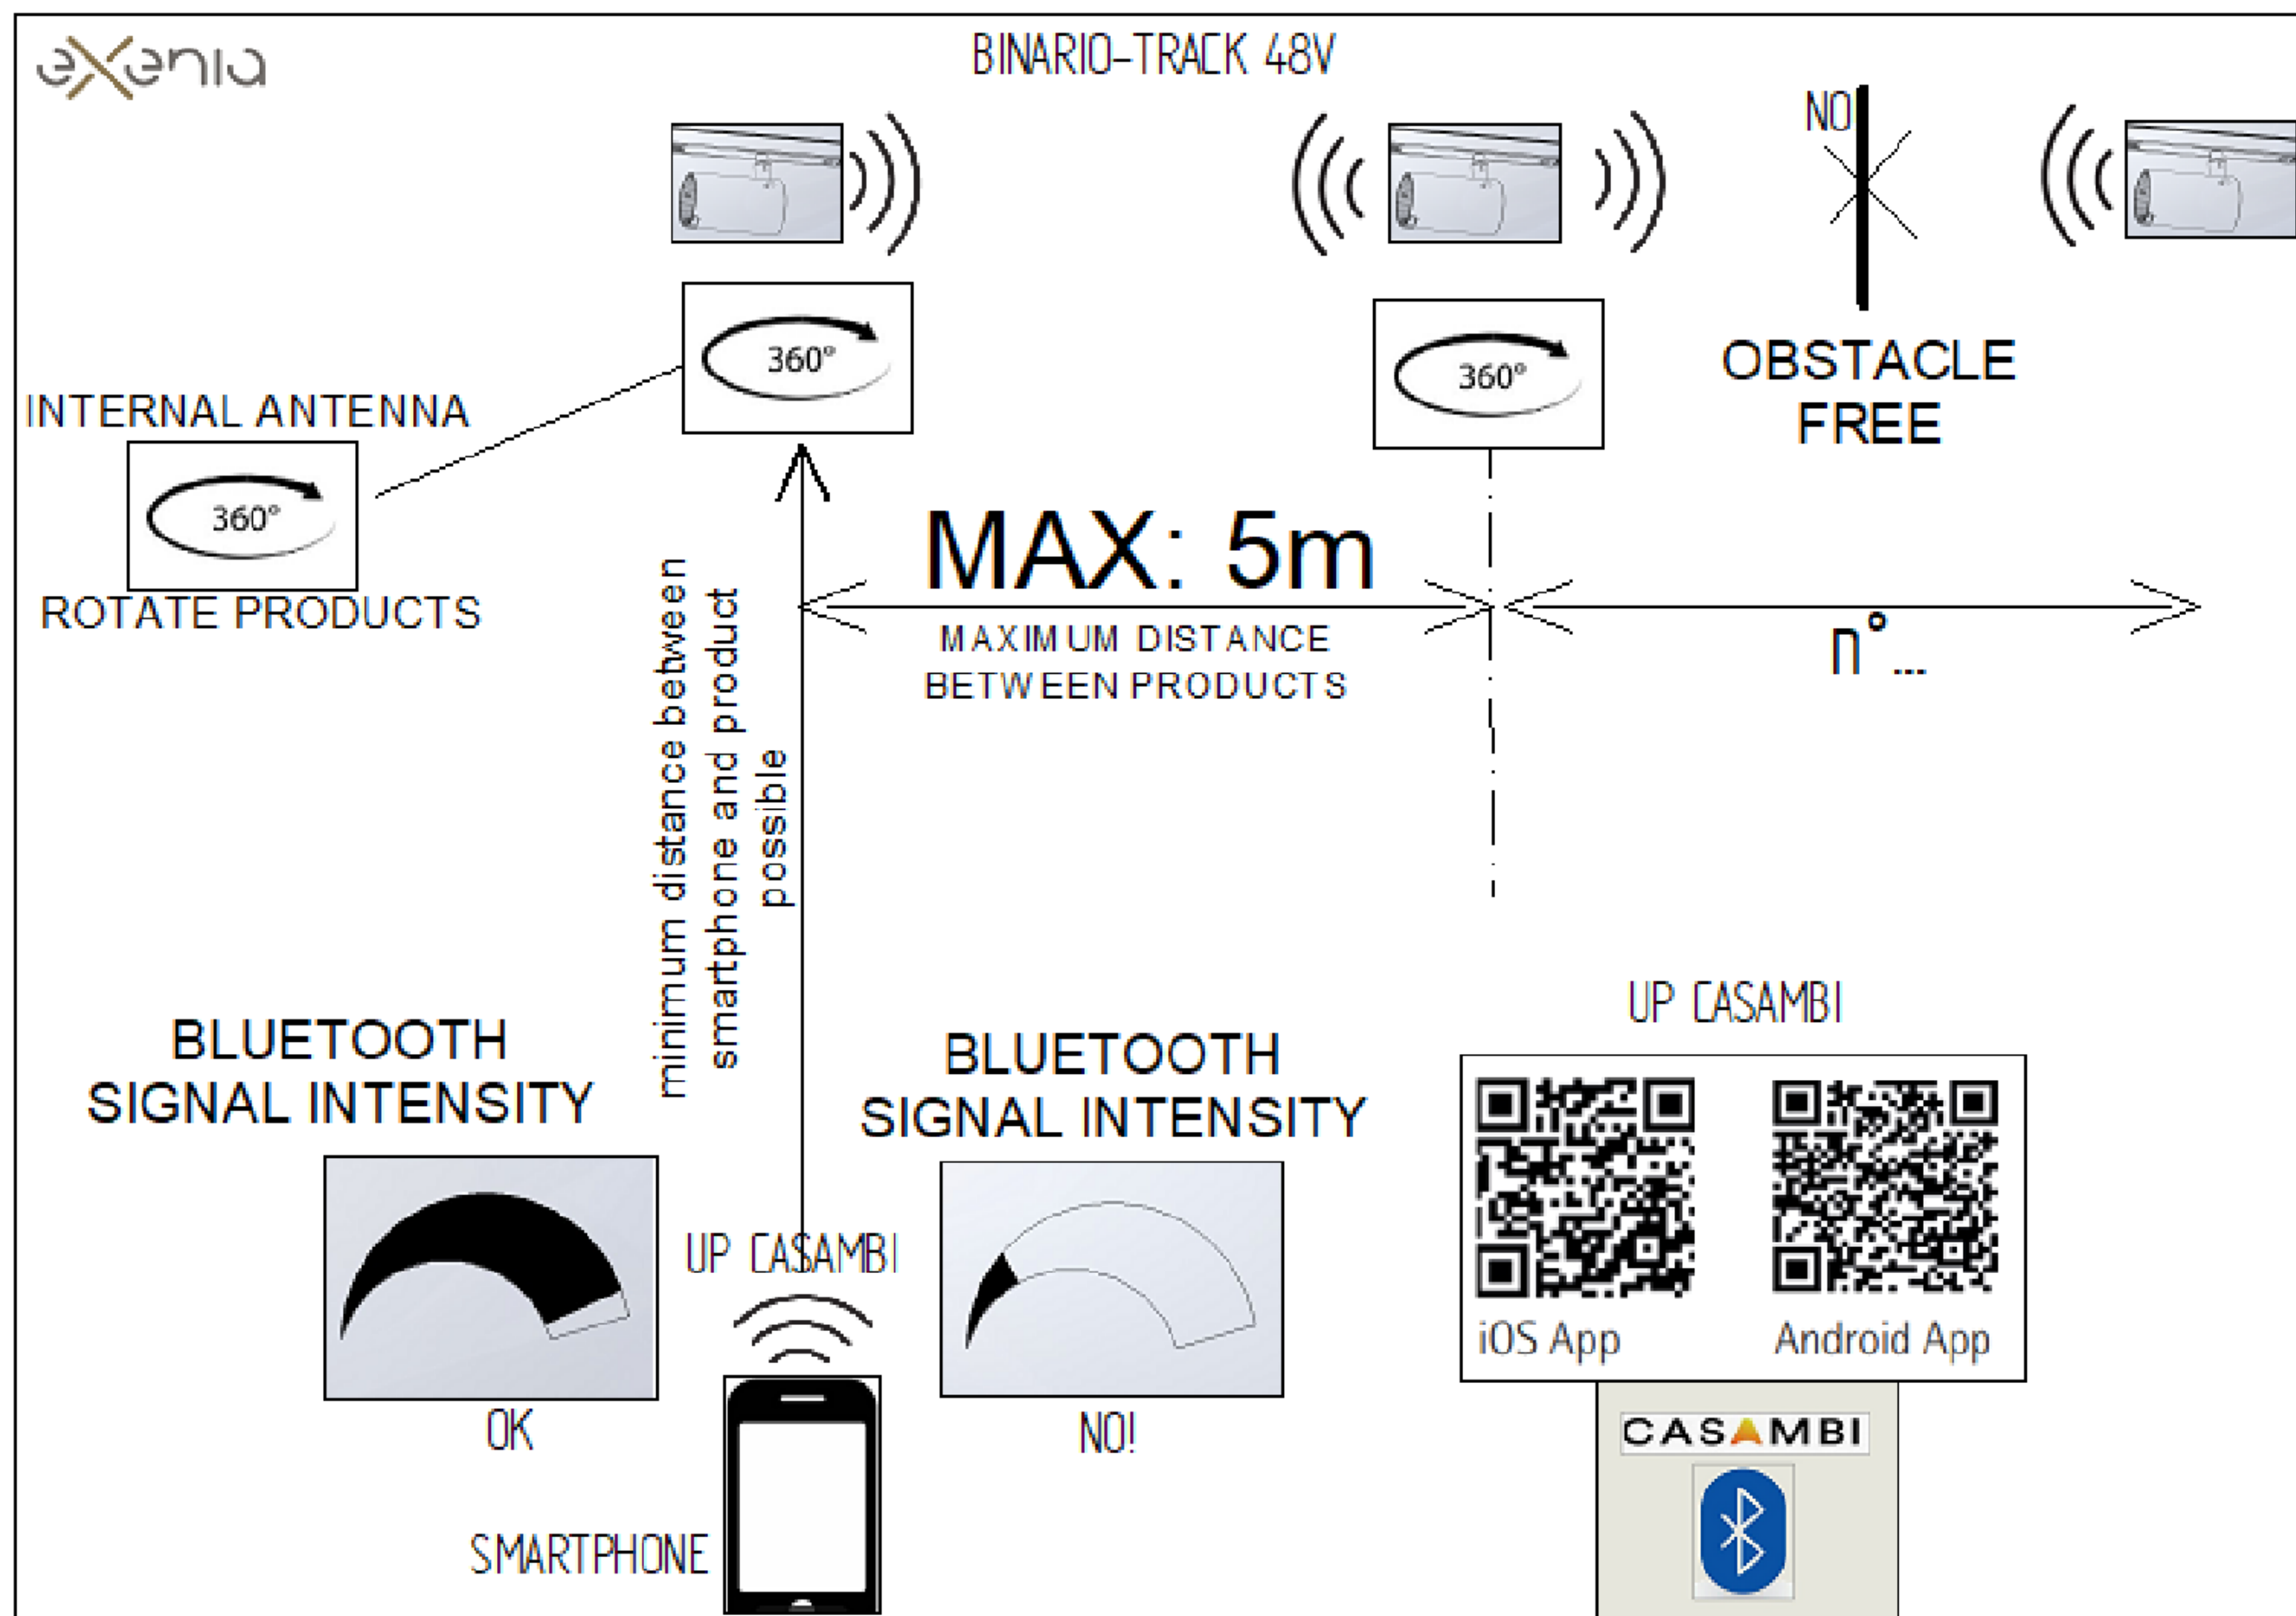 eXenia
BINARIO-TRACK 48V
NO
360°
360°
OBSTACLE
FREE
INTERNAL ANTENNA
360°
ROTATE PRODUCTS
MAX: 5m
MAXIMUM DISTANCE
BETWEEN PRODUCTS
n°...
minimum distance between
smartphone and product
possible
BLUETOOTH
SIGNAL INTENSITY
OK
UP CASAMBI
SMARTPHONE
BLUETOOTH
SIGNAL INTENSITY
NO!
UP CASAMBI
iOS App
Android App
CASAMBI